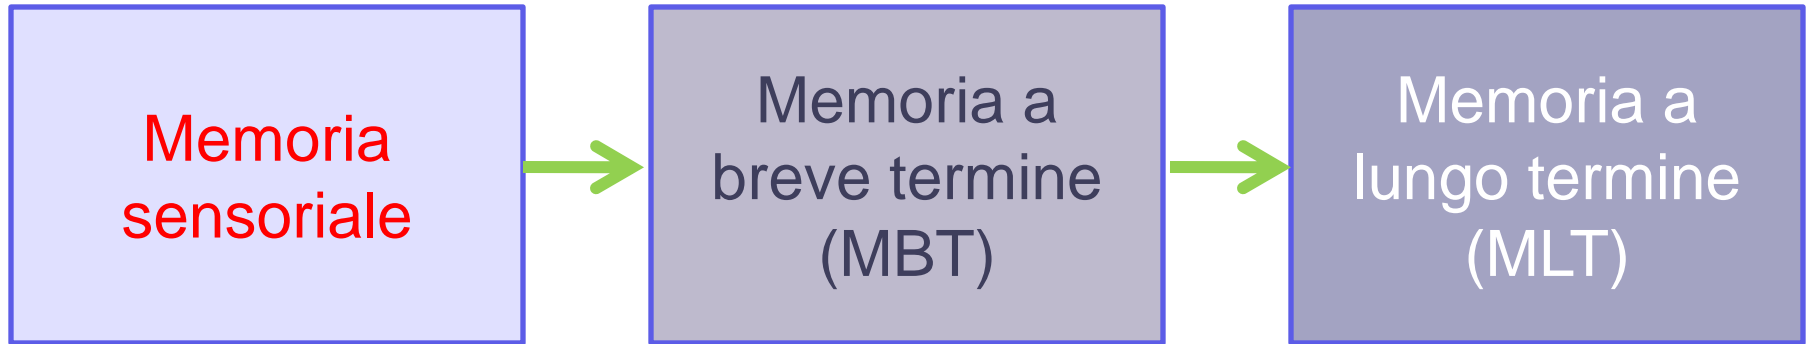 Memoria
sensoriale
Memoria a
breve termine
(MBT)
Memoria a
lungo termine
(MLT)